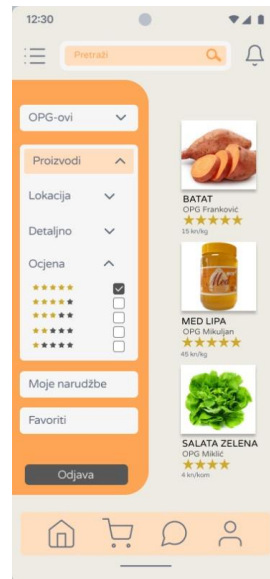 12:30
Pretraži
OPG-ovi
Proizvodi
Lokacija
Detaljno
Ocjena
Moje narudžbe
Favoriti
Odjava
BATAT
OPG Franković
15 kn/kg
Med
MED LIPA
OPG Mikuljan
45 kn/kg
SALATA ZELENA
OPG Miklić
4 kn/kom